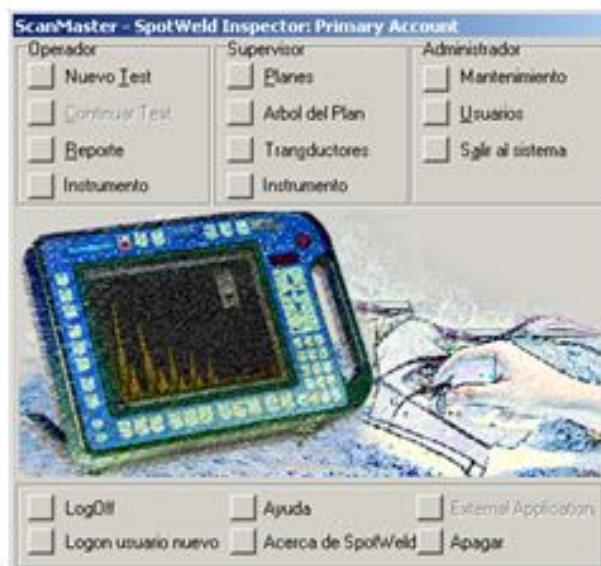 ScanMaster - SpotWeld Inspector: Primary Account
Operador
Nuevo Test
Continuar Test
Reporte
Instrumento
Supervisor
Planes
Arbol del Plan
Transductores
Instrumento
Administrador
Mantenimiento
Usuarios
Salir al sistema
LogOff
Logon usuario nuevo
Ayuda
Acerca de SpotWeld
External Application
Apagar